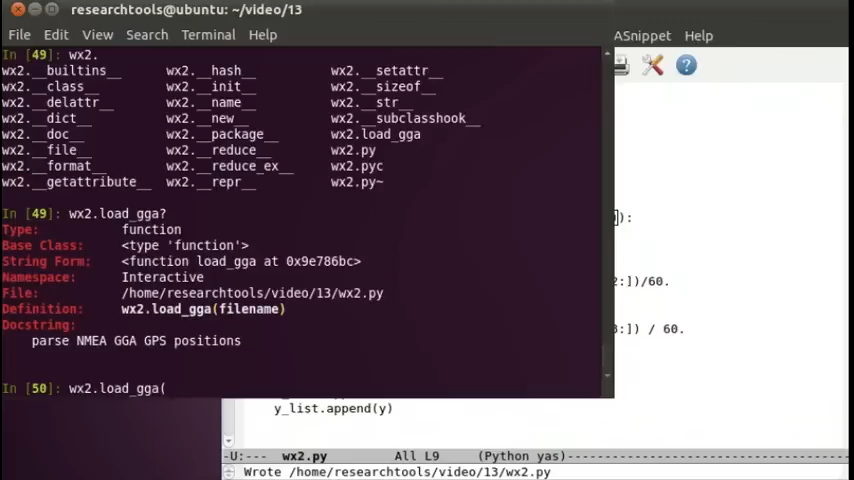 researchtools@ubuntu: ~/video/13
File Edit View Search Terminal Help
ASnippet Help
In [49]: wx2.
wx2.__builtins__ wx2.__hash__ wx2.__setattr__
wx2.__class__ wx2.__init__ wx2.__sizeof__
wx2.__delattr__ wx2.__name__ wx2.__str__
wx2.__dict__ wx2.__new__ wx2.__subclasshook__
wx2.__doc__ wx2.__package__ wx2.load_gga
wx2.__file__ wx2.__reduce__ wx2.py
wx2.__format__ wx2.__reduce_ex__ wx2.pyc
wx2.__getattribute__ wx2.__repr__ wx2.py~
In [49]: wx2.load_gga?
Type: function
Base Class: <type 'function'>
String Form: <function load_gga at 0x9e786bc>
Namespace: Interactive
File: /home/researchtools/video/13/wx2.py
Definition: wx2.load_gga(filename)
Docstring:
parse NMEA GGA GPS positions
In [50]: wx2.load_gga(
):
:])/60.
:]) / 60.
y_list.append(y)
-U:--- wx2.py All L9 (Python yas)
Wrote /home/researchtools/video/13/wx2.py